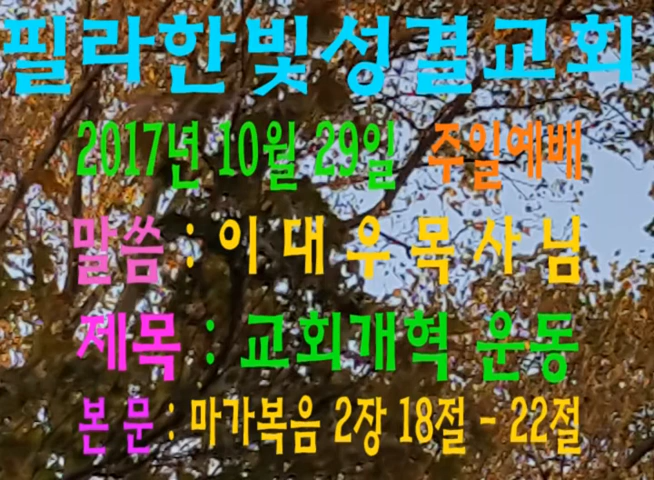 필라한빛성결교회
2017년 10월 29일 주일예배
말씀 : 이 대 우 목 사 님
제목 : 교회개혁 운동
본 문 : 마가복음 2장 18절 - 22절